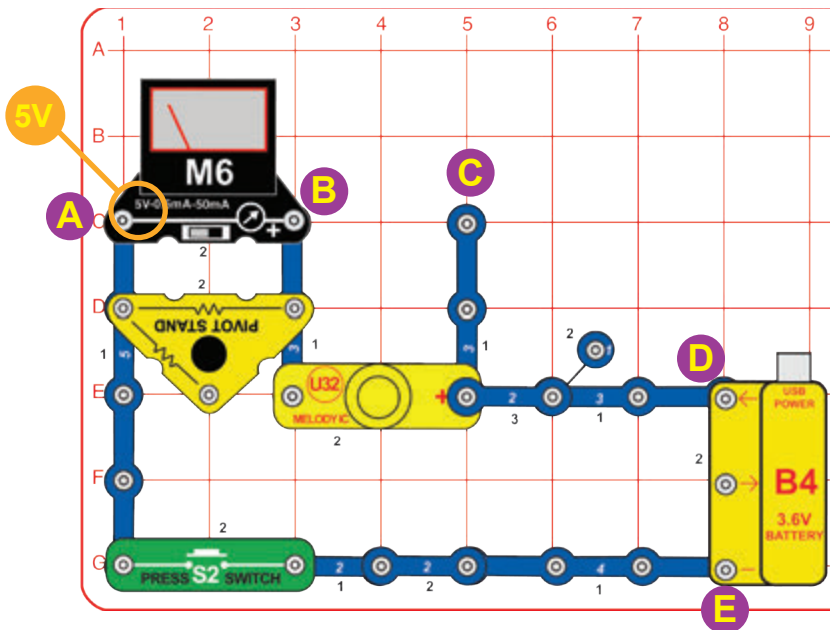 1 2 3 4 5 6 7 8 9
A
5V
B
M6
C
B
A
5V-0.5mA-50mA
C
+
2
2
D
PIVOT STAND
2
1
D
1
5
3
1
3
1
U32
+
2
3
USB
POWER
E
MELODY IC
3
1
2
2
F
B4
3.6V
BATTERY
2
G
PRESS S2 SWITCH
2
2
4
-
1
2
1
E